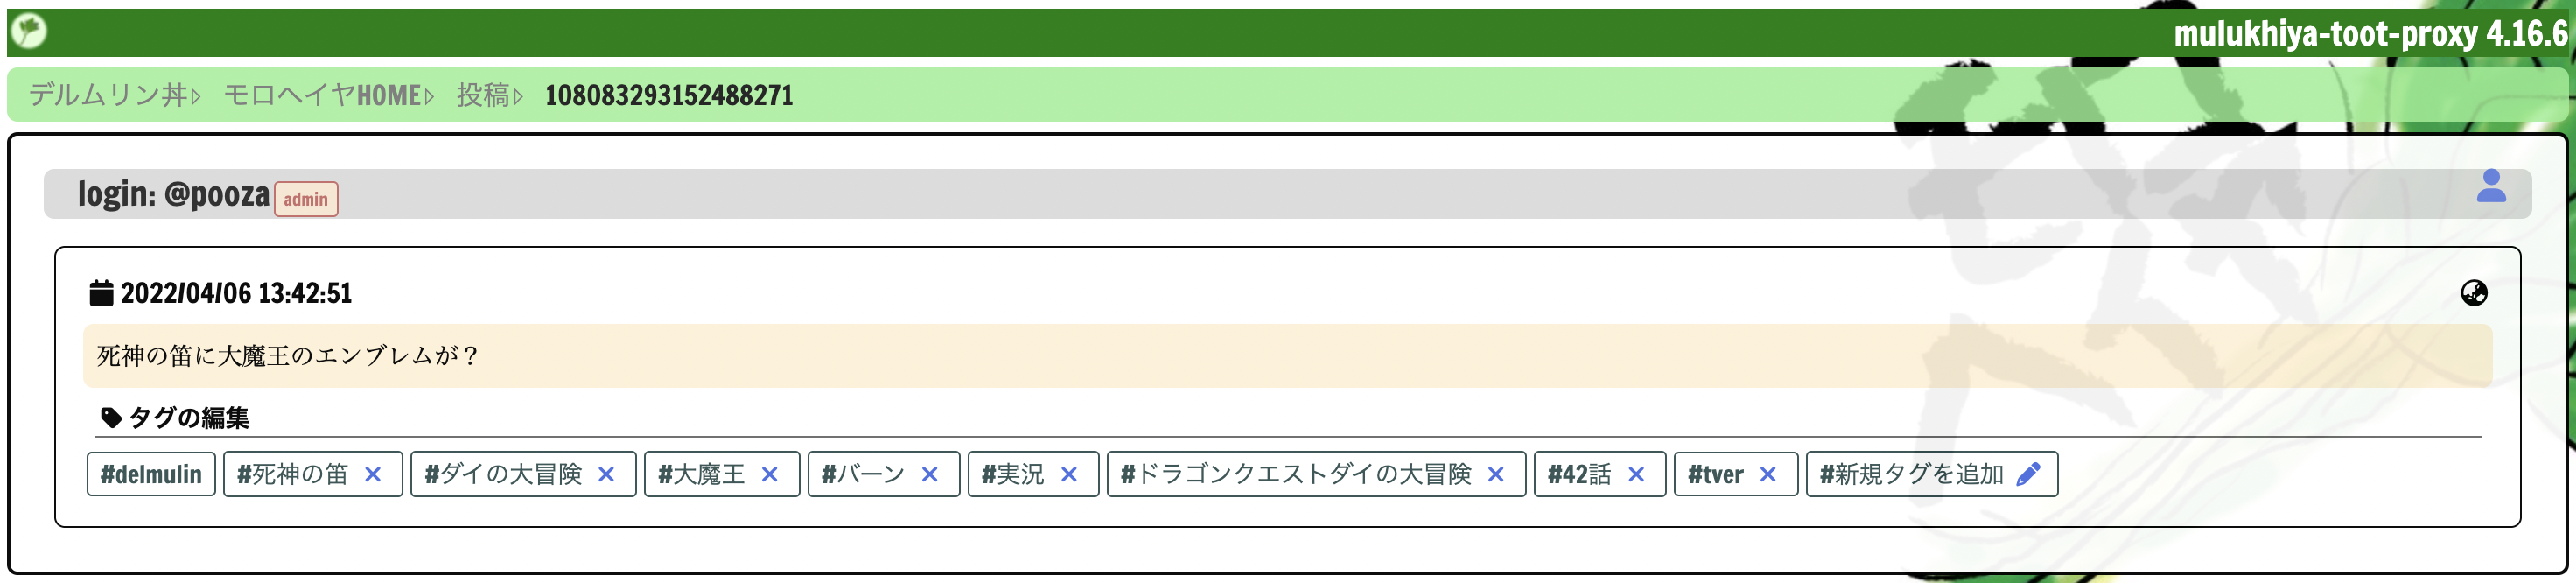 mulukhiya-toot-proxy 4.16.6
デルムリン丼▷ モロヘイヤHOME▷ 投稿▷ 108083293152488271
login: @pooza admin
2022/04/06 13:42:51
死神の笛に大魔王のエンブレムが？
タグの編集
#delmulin #死神の笛 × #ダイの大冒険 × #大魔王 × #バーン × #実況 × #ドラゴンクエストダイの大冒険 × #42話 × #tver × #新規タグを追加